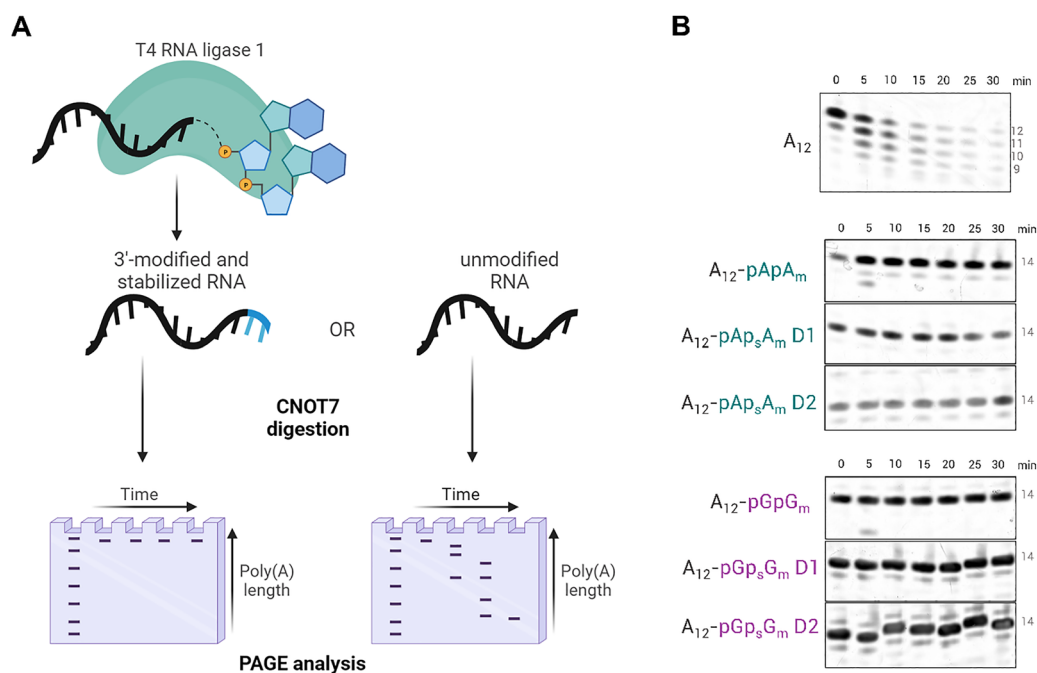 A
T4 RNA ligase 1
P
P
3'-modified and
stabilized RNA
OR
unmodified
RNA
CNOT7
digestion
Time
Poly(A)
length
Time
Poly(A)
length
PAGE analysis
B
0 5 10 15 20 25 30 min
A12
12
11
10
9
0 5 10 15 20 25 30 min
A12-pApAm 14
A12-pApsAm D1 14
A12-pApsAm D2 14
0 5 10 15 20 25 30 min
A12-pGpGm 14
A12-pGpsGm D1 14
A12-pGpsGm D2 14